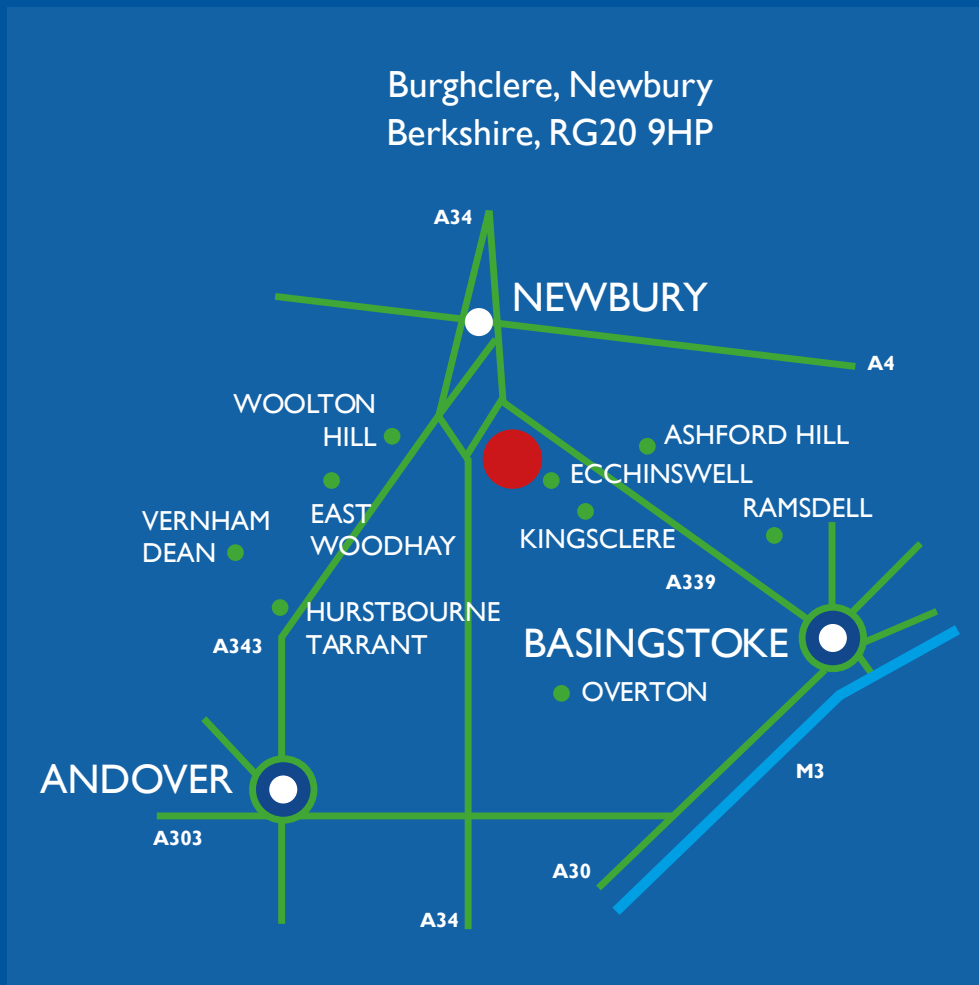 Burghclere, Newbury
Berkshire, RG20 9HP
A34
NEWBURY
A4
WOOLTON
HILL
ASHFORD HILL
ECCHINSWELL
EAST
WOODHAY
VERNHAM
DEAN
RAMSDELL
KINGSCLERE
A339
HURSTBOURNE
TARRANT
A343
BASINGSTOKE
OVERTON
ANDOVER
M3
A303
A30
A34